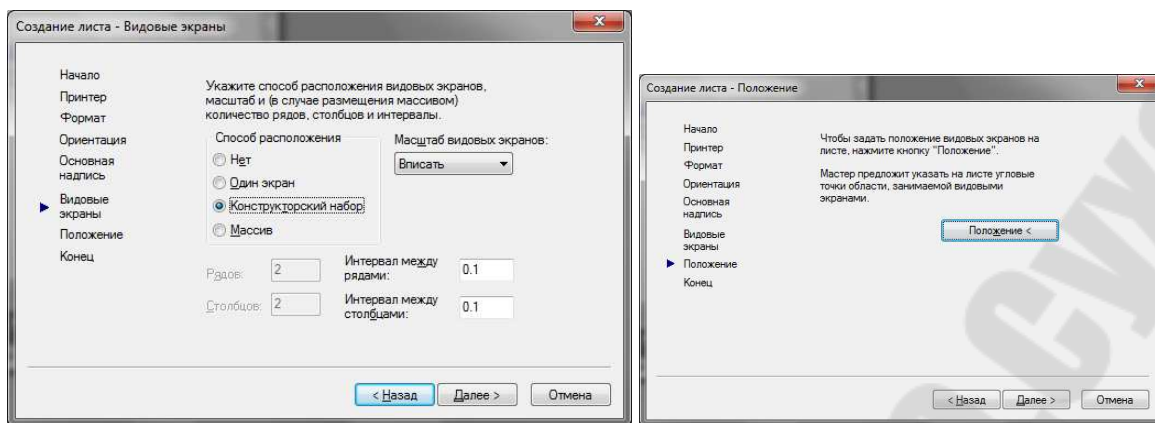 Создание листа - Видовые экраны
Начало
Принтер
Формат
Ориентация
Основная
надпись
Видовые
экраны
Положение
Конец
Укажите способ расположения видовых экранов,
масштаб и (в случае размещения массивом)
количество рядов, столбцов и интервалы.
Способ расположения
Нет
Один экран
Конструкторский набор
Массив
Масштаб видовых экранов:
Вписать
Рядов: 2
Столбцов: 2
Интервал между
рядами: 0.1
Интервал между
столбцами: 0.1
< Назад Далее > Отмена
Создание листа - Положение
Начало
Принтер
Формат
Ориентация
Основная
надпись
Видовые
экраны
Положение
Конец
Чтобы задать положение видовых экранов на
листе, нажмите кнопку "Положение".
Мастер предложит указать на листе угловые
точки области, занимаемой видовыми
экранами.
Положение <
< Назад Далее > Отмена